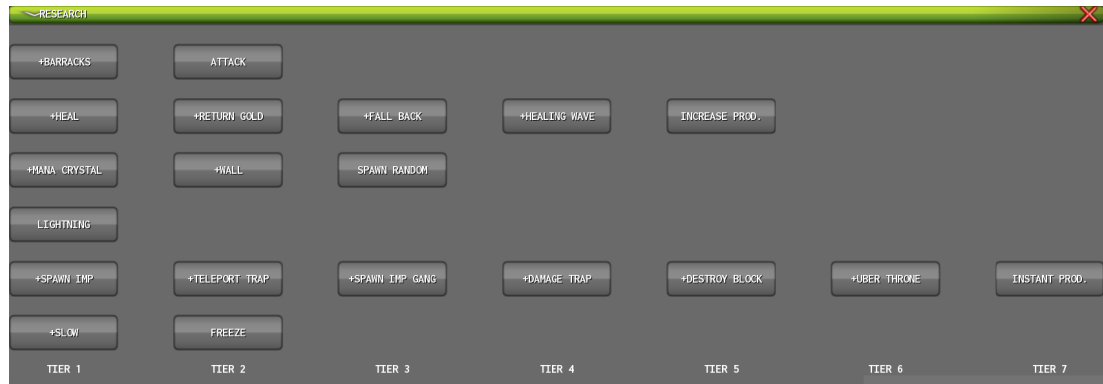 RESEARCH
+BARRACKS ATTACK
+HEAL +RETURN GOLD +FALL BACK +HEALING WAVE INCREASE PROD.
+MANA CRYSTAL +WALL SPAWN RANDOM
LIGHTNING
+SPAWN IMP +TELEPORT TRAP +SPAWN IMP GANG +DAMAGE TRAP +DESTROY BLOCK +UBER THRONE INSTANT PROD.
+SLOW FREEZE
TIER 1 TIER 2 TIER 3 TIER 4 TIER 5 TIER 6 TIER 7